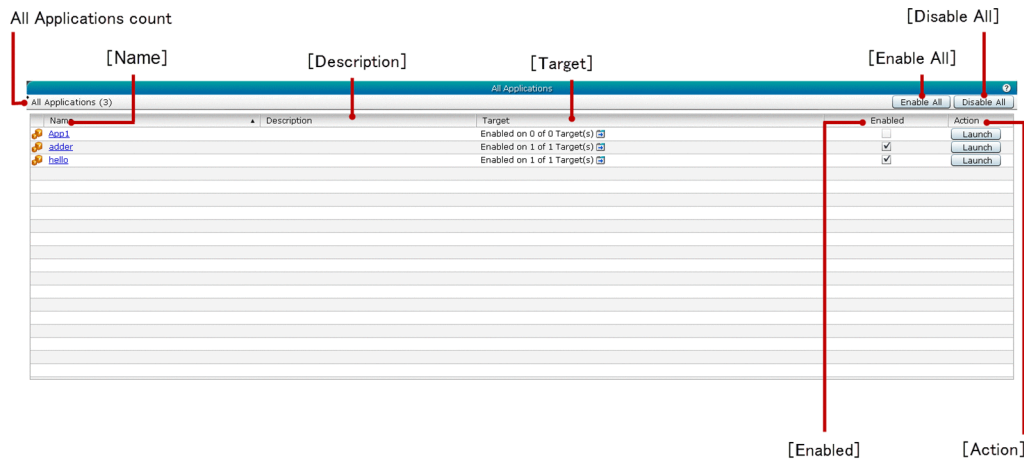 All Applications count
[Disable All]
[Name]
[Description]
[Target]
[Enable All]
All Applications
?
All Applications (3)
Enable All
Disable All
Name
Description
Target
Enabled
Action
App1
Enabled on 0 of 0 Target(s)
Launch
adder
Enabled on 1 of 1 Target(s)
Launch
hello
Enabled on 1 of 1 Target(s)
Launch
[Enabled]
[Action]